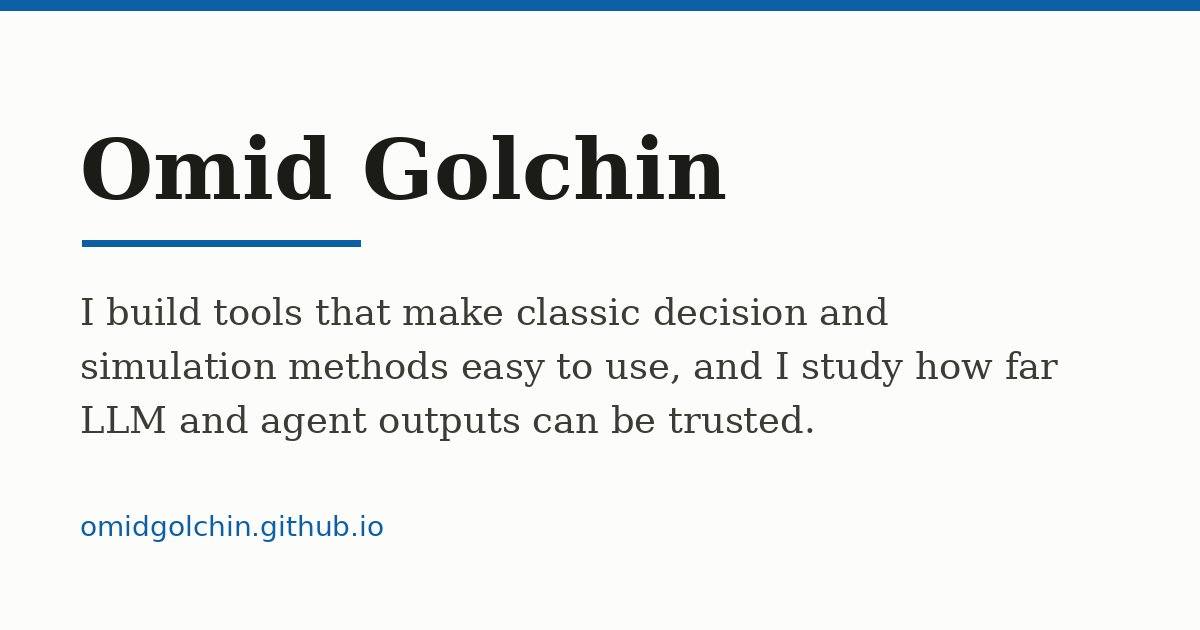 Omid Golchin
I build tools that make classic decision and
simulation methods easy to use, and I study how far
LLM and agent outputs can be trusted.
omidgolchin.github.io